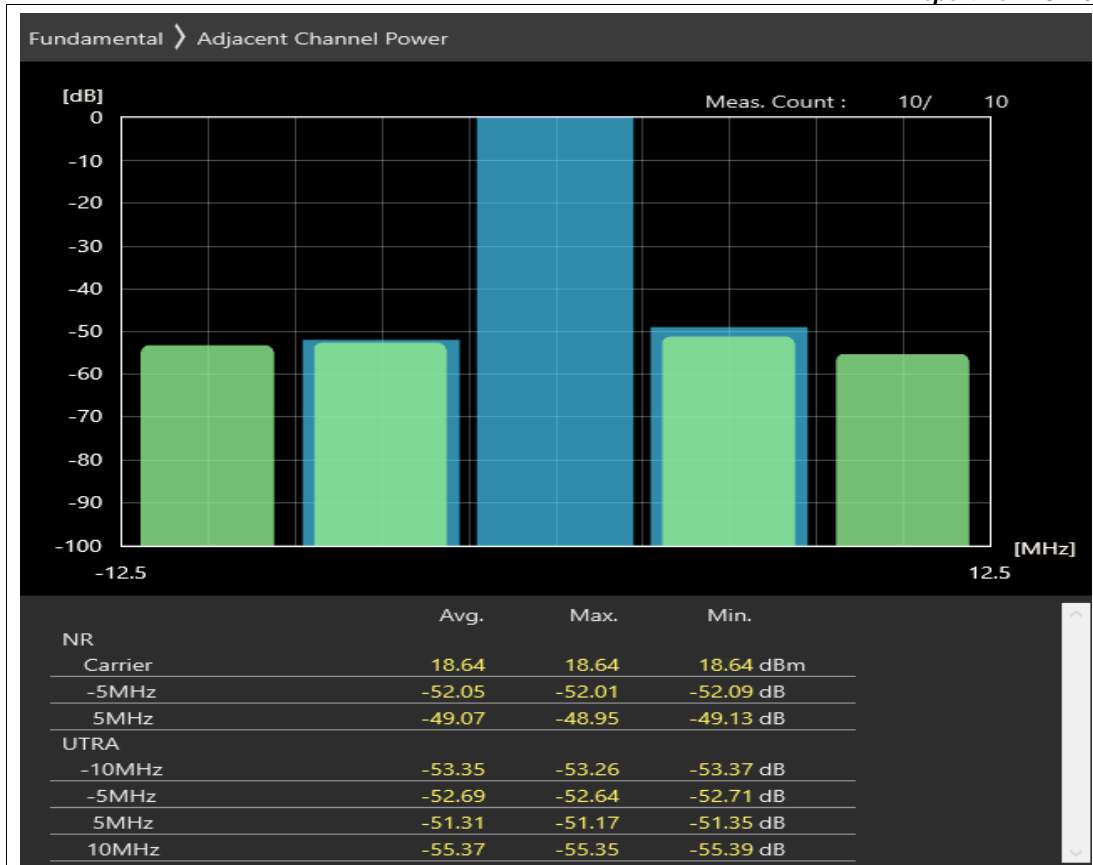 Fundamental ❭ Adjacent Channel Power
[dB]
Meas. Count : 10/ 10
0
-10
-20
-30
-40
-50
-60
-70
-80
-90
-100
[MHz]
-12.5 12.5
Avg. Max. Min.
NR
Carrier 18.64 18.64 18.64 dBm
-5MHz -52.05 -52.01 -52.09 dB
5MHz -49.07 -48.95 -49.13 dB
UTRA
-10MHz -53.35 -53.26 -53.37 dB
-5MHz -52.69 -52.64 -52.71 dB
5MHz -51.31 -51.17 -51.35 dB
10MHz -55.37 -55.35 -55.39 dB